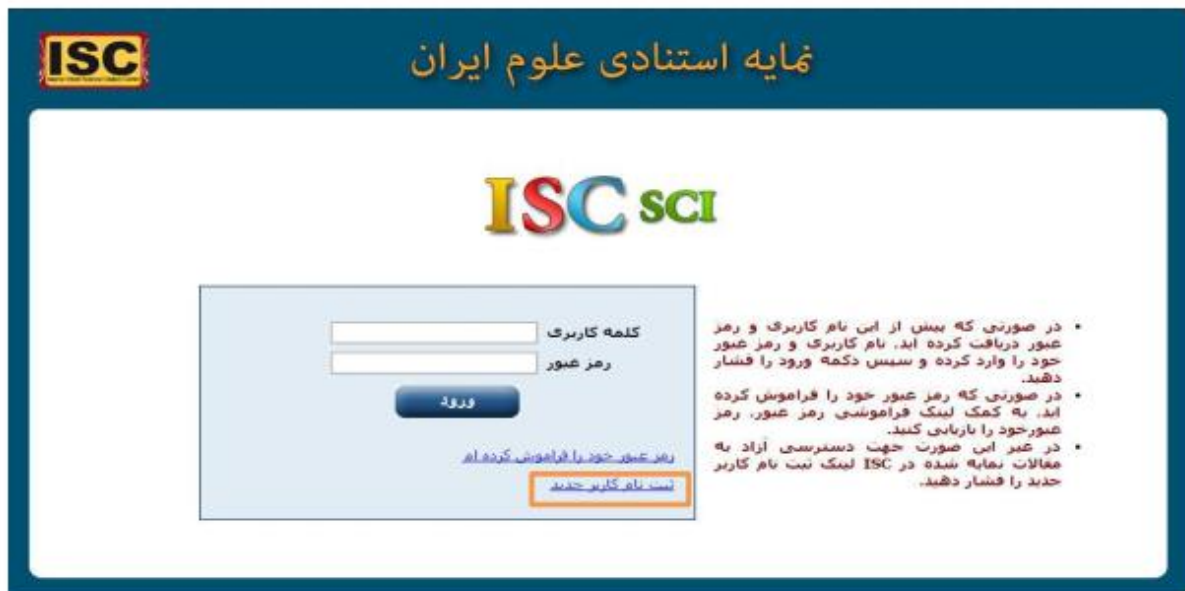 ISC
نمایه استنادی علوم ایران
ISC SCI
کلمه کاربری
رمز عبور
ورود
رمز عبور خود را فراموش کرده ام
ثبت نام کاربر جدید
• در صورتی که پیش از این نام کاربری و رمز
عبور دریافت کرده اید، نام کاربری و رمز عبور
خود را وارد کرده و سپس دکمه ورود را فشار
دهید.
• در صورتی که رمز عبور خود را فراموش کرده
اید، به کمک لینک فراموشی رمز عبور، رمز
عبورخود را بازیابی کنید.
• در غیر این صورت جهت دسترسی آزاد به
مقالات نمایه شده در ISC لینک ثبت نام کاربر
جدید را فشار دهید.